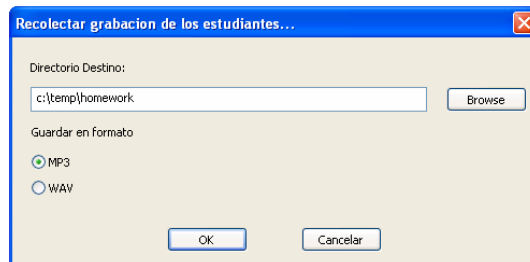 Recolectar grabacion de los estudiantes...
Directorio Destino:
c:\temp\homework
Browse
Guardar en formato
MP3
WAV
OK Cancelar